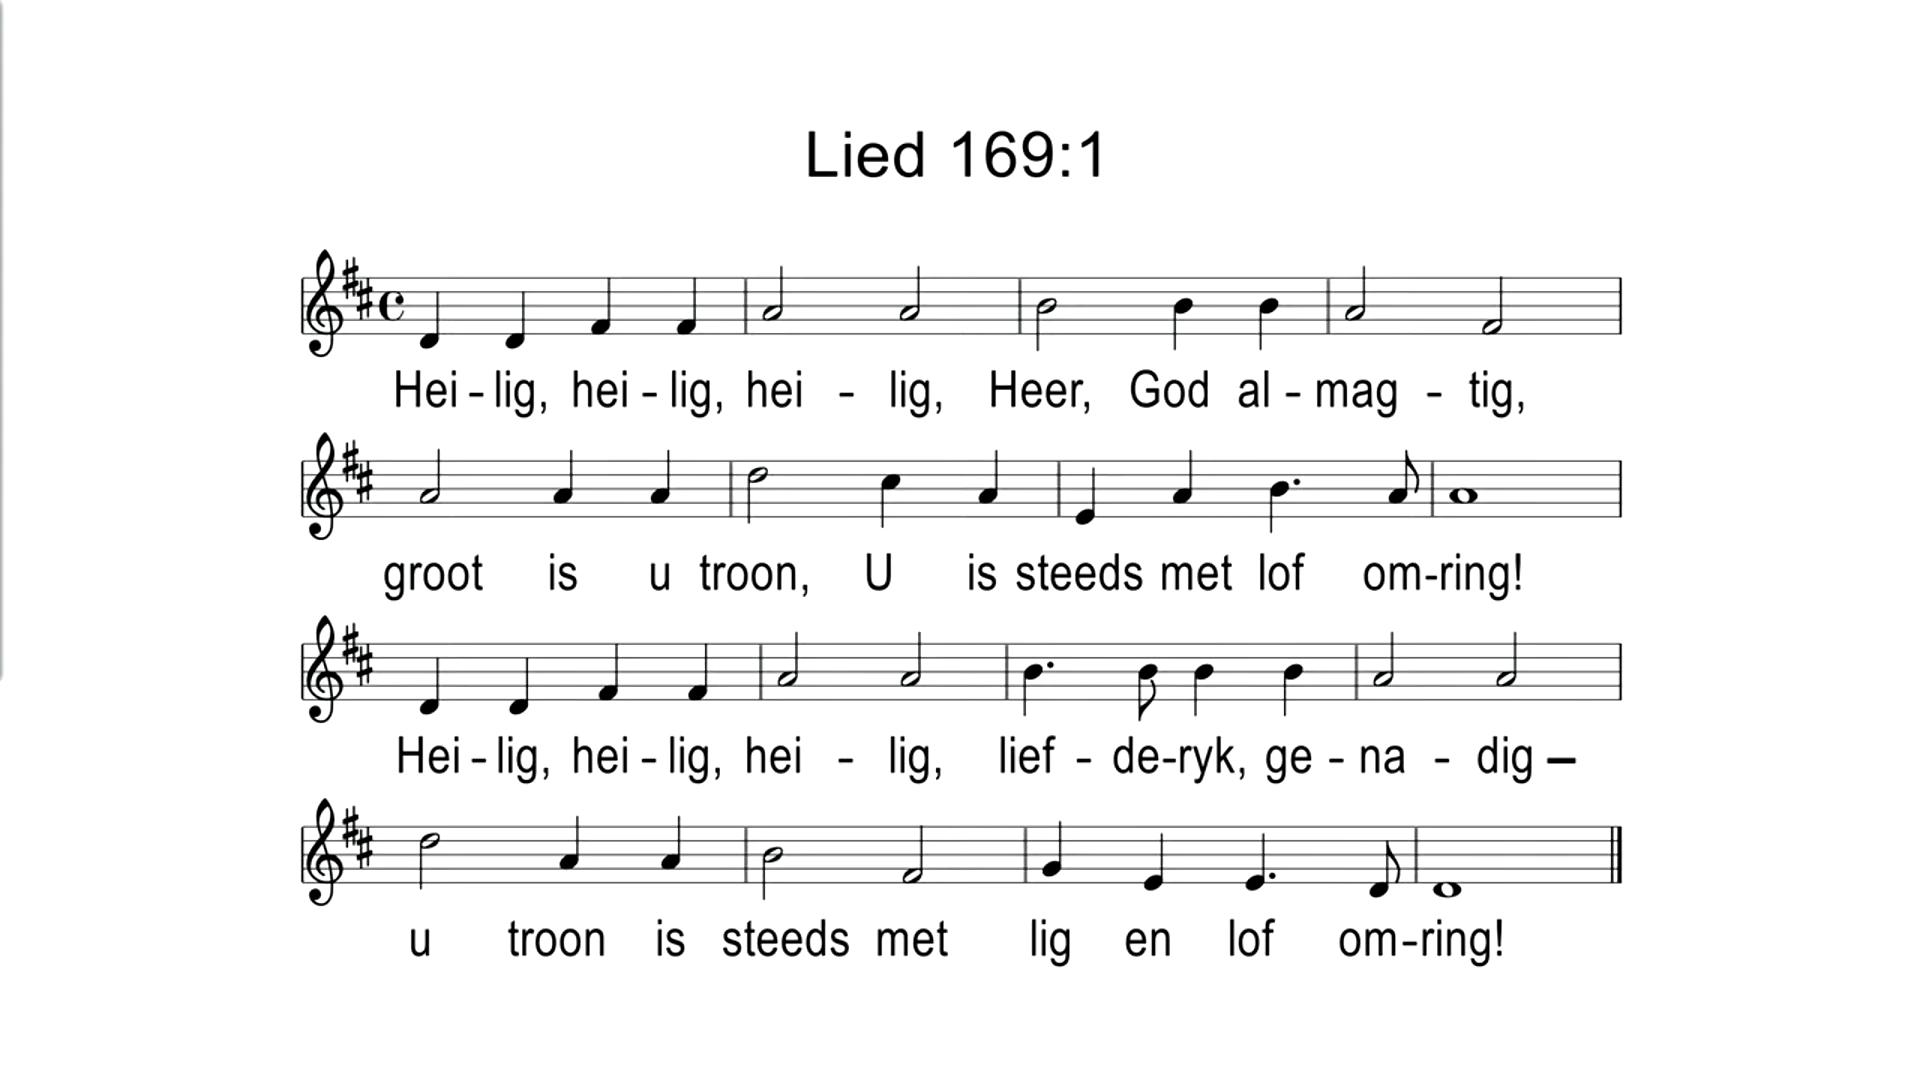 Lied 169:1
Hei - lig, hei - lig, hei - lig, Heer, God al - mag - tig,
groot is u troon, U is steeds met lof om-ring!
Hei - lig, hei - lig, hei - lig, lief - de-ryk, ge - na - dig –
u troon is steeds met lig en lof om-ring!